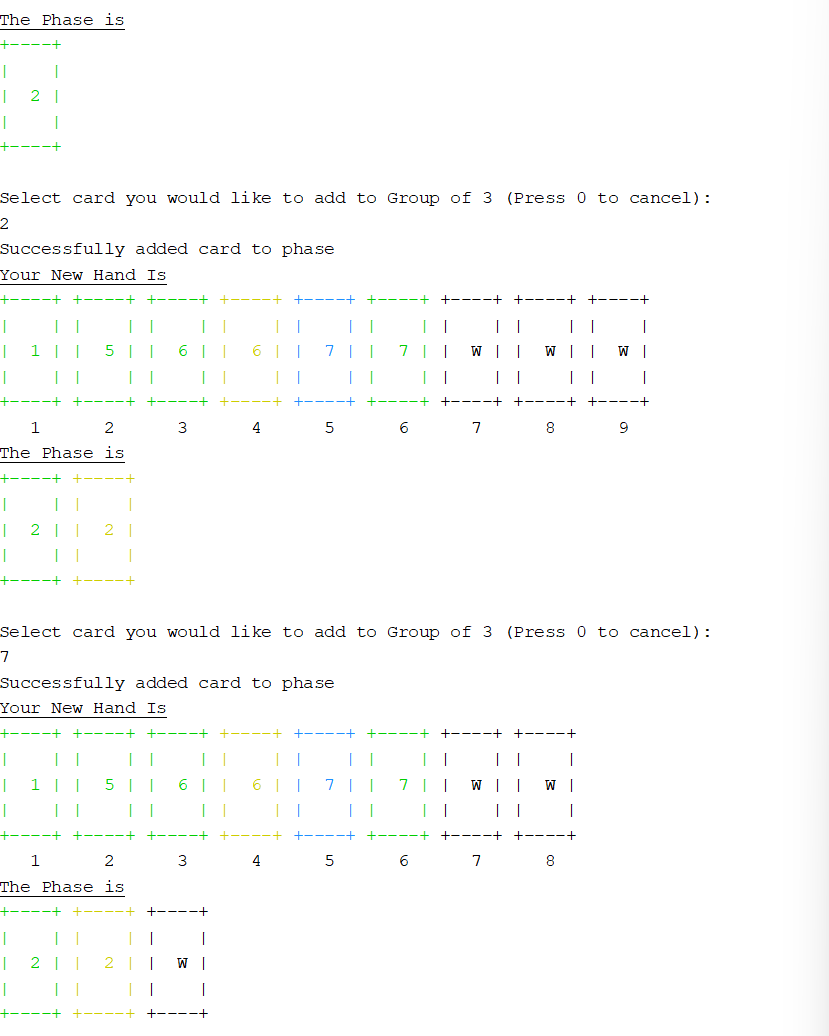 The Phase is
+----+
|    |
|  2 |
|    |
+----+
Select card you would like to add to Group of 3 (Press 0 to cancel):
2
Successfully added card to phase
Your New Hand Is
+----+ +----+ +----+ +----+ +----+ +----+ +----+ +----+ +----+
|    | |    | |    | |    | |    | |    | |    | |    | |    |
|  1 | |  5 | |  6 | |  6 | |  7 | |  7 | |  W | |  W | |  W |
|    | |    | |    | |    | |    | |    | |    | |    | |    |
+----+ +----+ +----+ +----+ +----+ +----+ +----+ +----+ +----+
   1      2      3      4      5      6      7      8      9
The Phase is
+----+ +----+
|    | |    |
|  2 | |  2 |
|    | |    |
+----+ +----+
Select card you would like to add to Group of 3 (Press 0 to cancel):
7
Successfully added card to phase
Your New Hand Is
+----+ +----+ +----+ +----+ +----+ +----+ +----+ +----+
|    | |    | |    | |    | |    | |    | |    | |    |
|  1 | |  5 | |  6 | |  6 | |  7 | |  7 | |  W | |  W |
|    | |    | |    | |    | |    | |    | |    | |    |
+----+ +----+ +----+ +----+ +----+ +----+ +----+ +----+
   1      2      3      4      5      6      7      8
The Phase is
+----+ +----+ +----+
|    | |    | |    |
|  2 | |  2 | |  W |
|    | |    | |    |
+----+ +----+ +----+